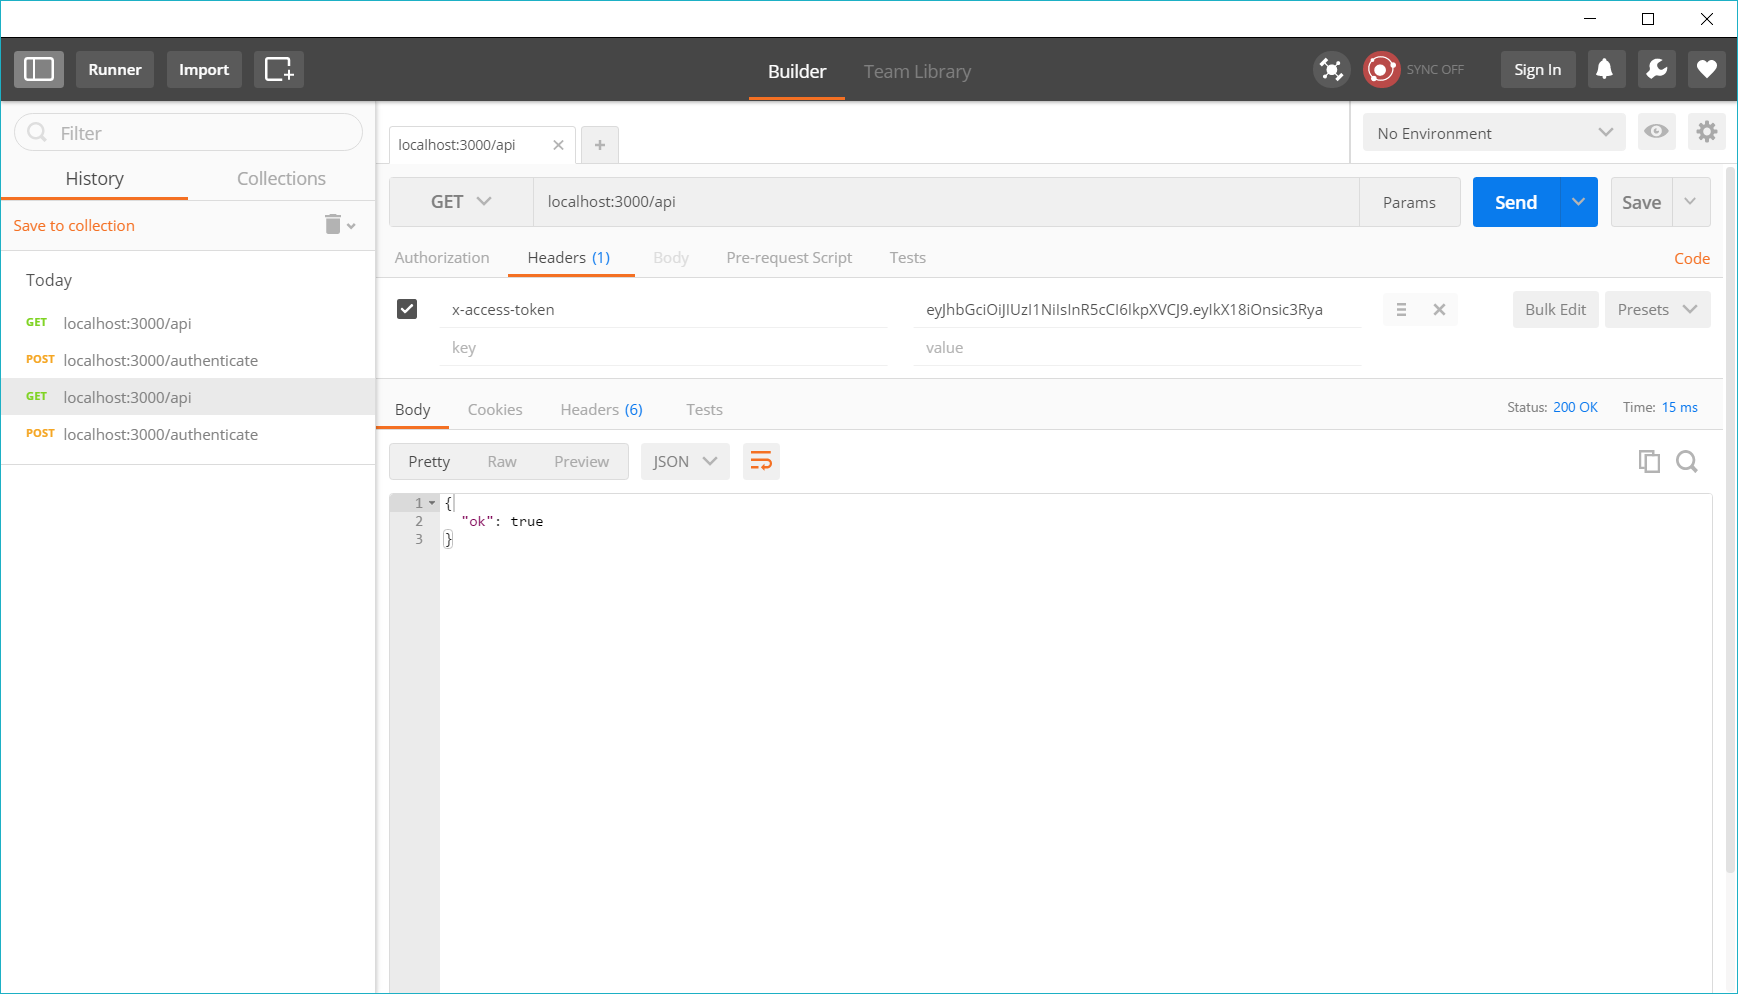 Runner
Import
Builder
Team Library
SYNC OFF
Sign In
Filter
History
Collections
Save to collection
Today
GET localhost:3000/api
POST localhost:3000/authenticate
GET localhost:3000/api
POST localhost:3000/authenticate
localhost:3000/api
No Environment
GET
localhost:3000/api
Params
Send
Save
Authorization
Headers (1)
Body
Pre-request Script
Tests
Code
x-access-token
eyJhbGciOiJIUzI1NiIsInR5cCI6IkpXVCJ9.eyIkX18iOnsic3Rya
Bulk Edit
Presets
key
value
Body
Cookies
Headers (6)
Tests
Status: 200 OK
Time: 15 ms
Pretty
Raw
Preview
JSON
1 {
2 "ok": true
3 }